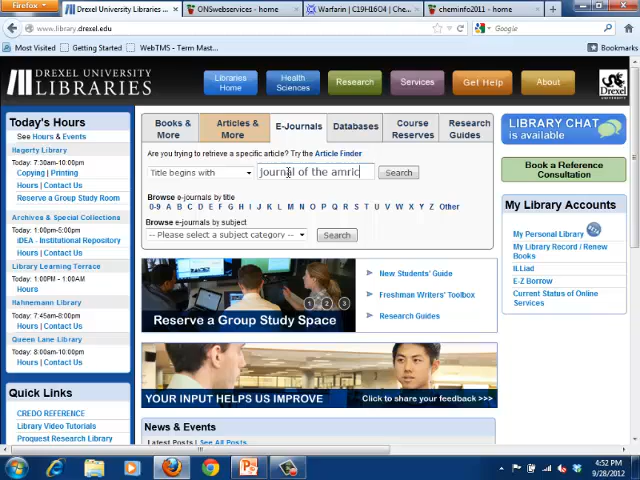 Firefox
Drexel University Libraries ...
ONSwebservices - home
Warfarin | C19H16O4 | Che...
cheminfo2011 - home
www.library.drexel.edu
Google
Most Visited
Getting Started
WebTMS - Term Mast...
Bookmarks
DREXEL UNIVERSITY
LIBRARIES
Libraries Home
Health Sciences
Research
Services
Get Help
About
Drexel
Today's Hours
See Hours & Events
Hagerty Library
Today: 7:30am-10:00pm
Copying | Printing
Hours | Contact Us
Reserve a Group Study Room
Archives & Special Collections
Today: 1:00pm-5:00pm
iDEA - Institutional Repository
Hours | Contact Us
Library Learning Terrace
Today: 1:00PM - 1:00AM
Hours
Hahnemann Library
Today: 7:45am-8:00pm
Hours | Contact Us
Queen Lane Library
Today: 8:00am-10:00pm
Hours | Contact Us
Quick Links
CREDO REFERENCE
Library Video Tutorials
Proquest Research Library
Books & More
Articles & More
E-Journals
Databases
Course Reserves
Research Guides
Are you trying to retrieve a specific article? Try the Article Finder
Title begins with
journal of the amric
Search
Browse e-journals by title
0-9 A B C D E F G H I J K L M N O P Q R S T U V W X Y Z Other
Browse e-journals by subject
-- Please select a subject category --
Search
1 2 3
Reserve a Group Study Space
New Students' Guide
Freshman Writers' Toolbox
Research Guides
YOUR INPUT HELPS US IMPROVE
Click to share your feedback >>>
News & Events
Latest Posts | See All Posts
LIBRARY CHAT
is available
Book a Reference
Consultation
My Library Accounts
My Personal Library
My Library Record / Renew
Books
ILLiad
E-Z Borrow
Current Status of Online
Services
4:52 PM
9/28/2012